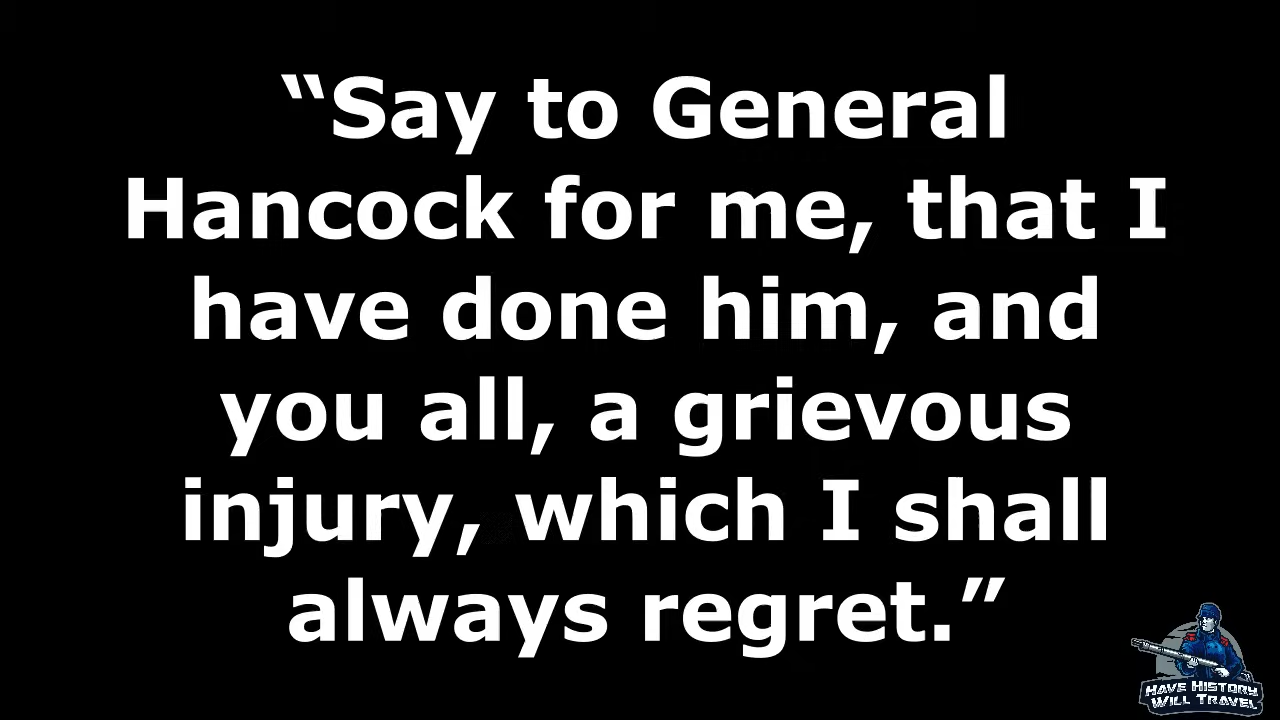 “Say to General
Hancock for me, that I
have done him, and
you all, a grievous
injury, which I shall
always regret.”
HAVE HISTORY
WILL TRAVEL